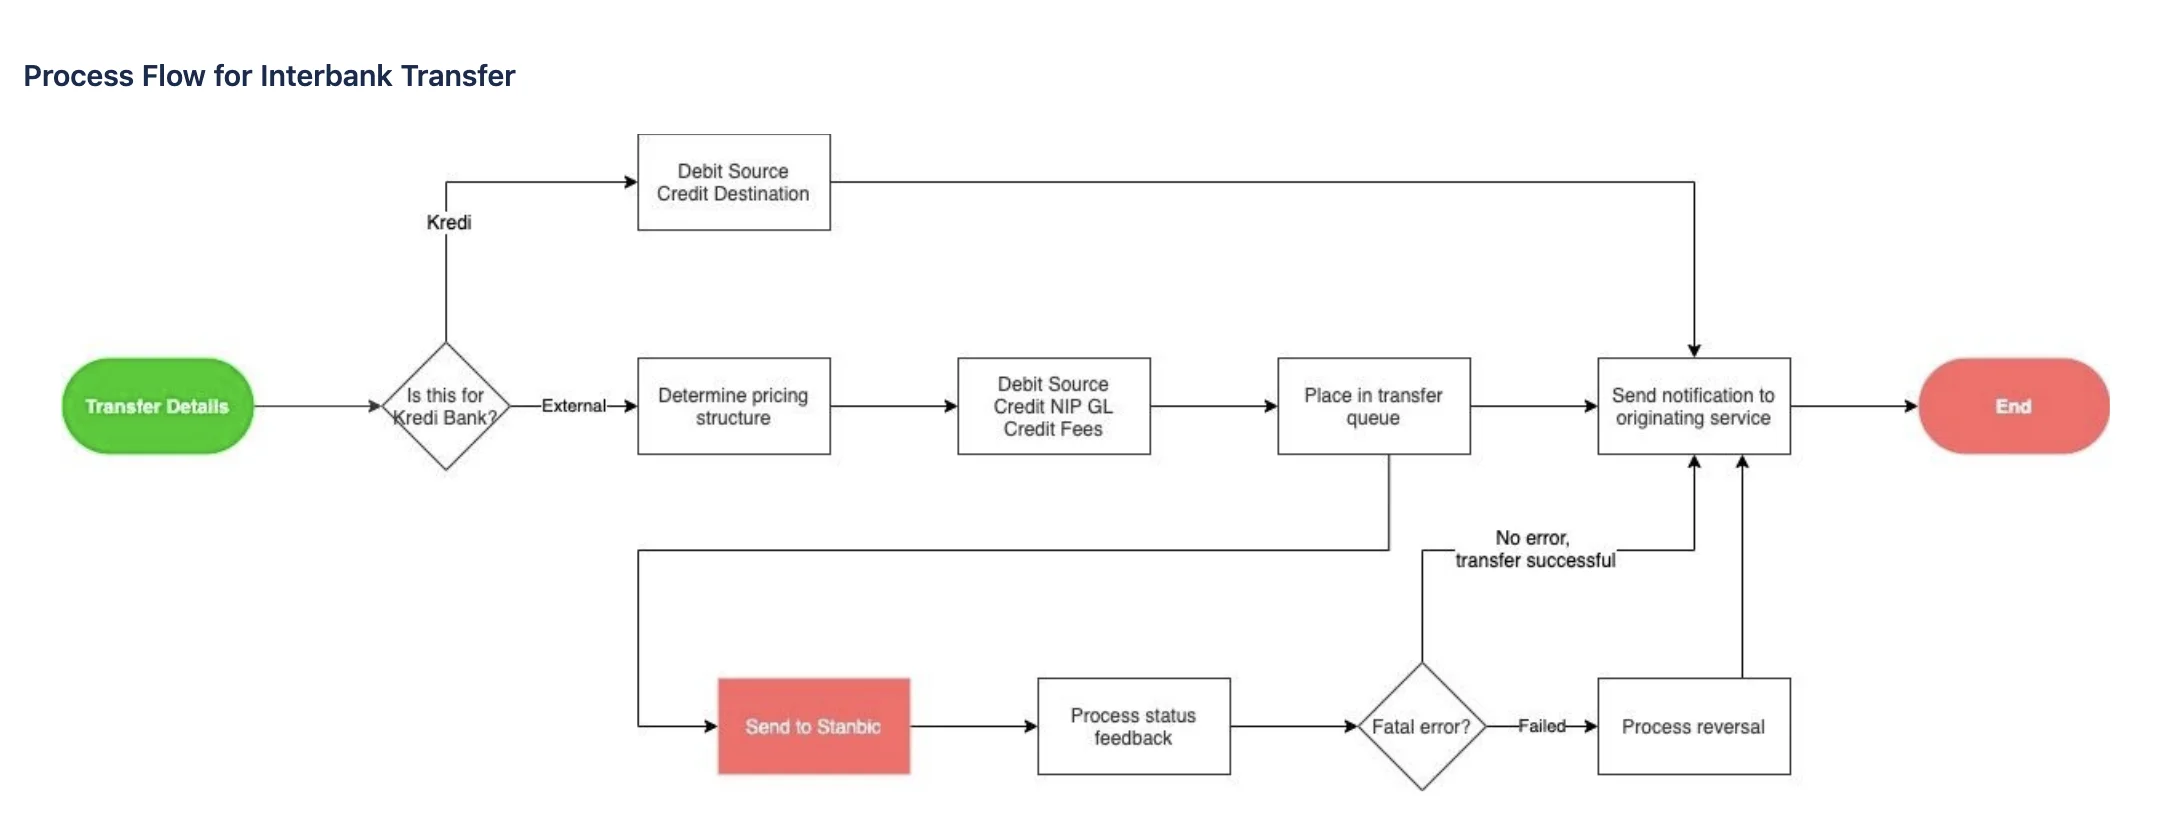 Process Flow for Interbank Transfer
Debit Source
Credit Destination
Kredi
Transfer Details
Is this for
Kredi Bank?
External
Determine pricing
structure
Debit Source
Credit NIP GL
Credit Fees
Place in transfer
queue
Send notification to
originating service
End
No error,
transfer successful
Send to Stanbic
Process status
feedback
Fatal error?
Failed
Process reversal